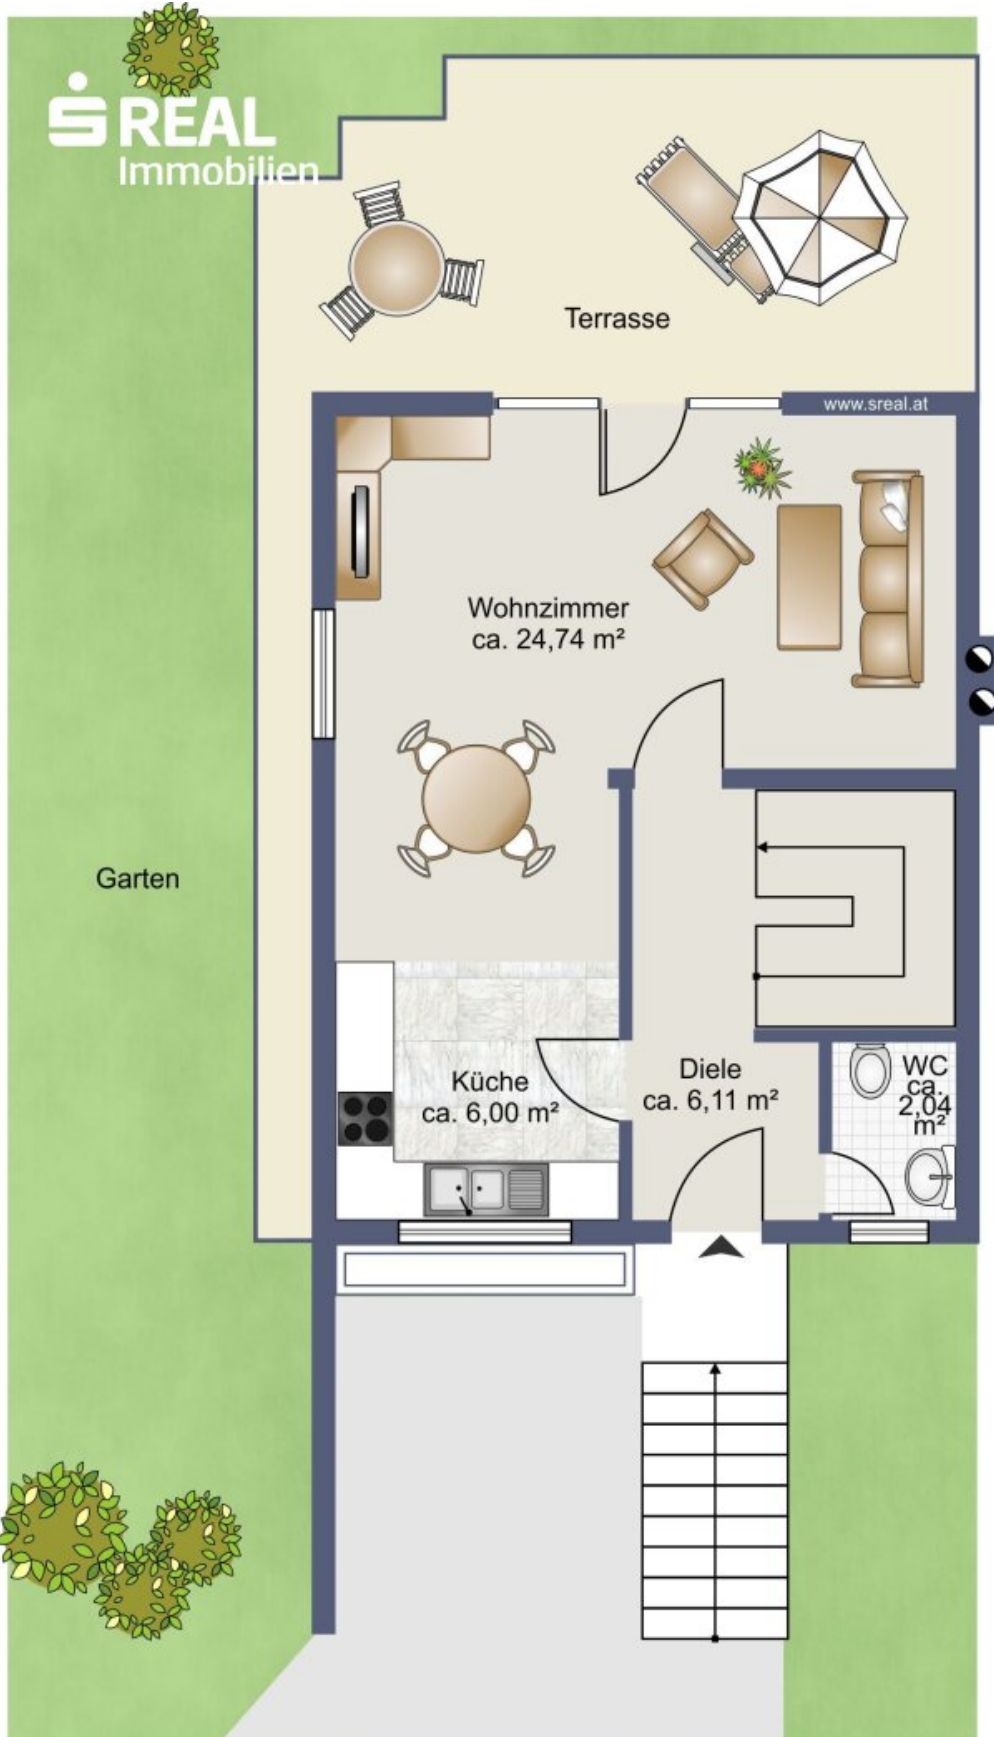 S REAL
Immobilien
Terrasse
www.sreal.at
Wohnzimmer
ca. 24,74 m²
Garten
Küche
ca. 6,00 m²
Diele
ca. 6,11 m²
WC
ca.
2,04
m²